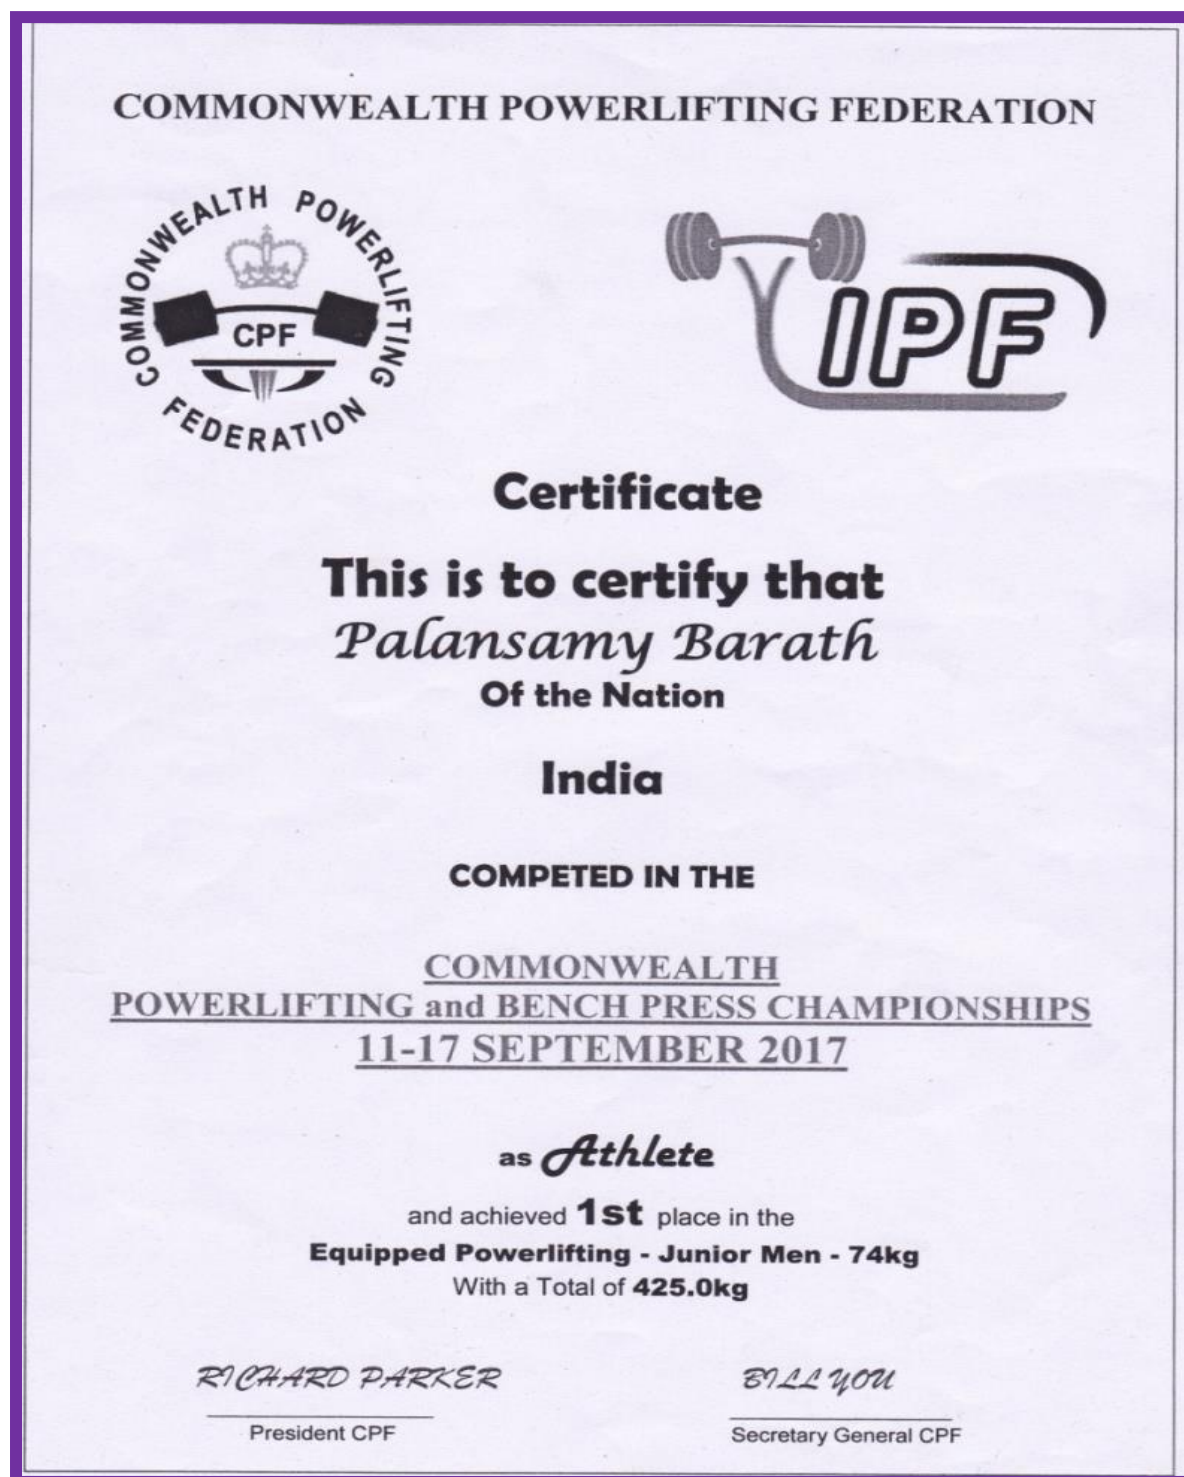 COMMONWEALTH POWERLIFTING FEDERATION
COMMONWEALTH POWERLIFTING
CPF
FEDERATION
IPF
Certificate
This is to certify that
Palansamy Barath
Of the Nation
India
COMPETED IN THE
COMMONWEALTH
POWERLIFTING and BENCH PRESS CHAMPIONSHIPS
11-17 SEPTEMBER 2017
as Athlete
and achieved 1st place in the
Equipped Powerlifting - Junior Men - 74kg
With a Total of 425.0kg
RICHARD PARKER
BILL YOU
President CPF
Secretary General CPF